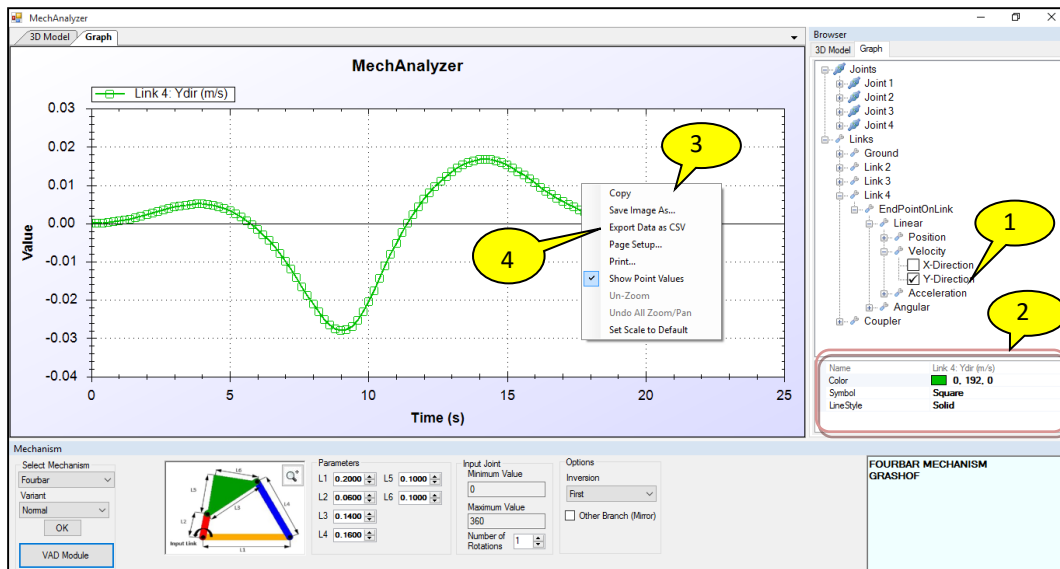 MechAnalyzer
3D Model
Graph
MechAnalyzer
Link 4: Ydir (m/s)
0.03
0.02
0.01
0.00
-0.01
-0.02
-0.03
-0.04
Value
0
5
10
15
20
25
Time (s)
3
4
Copy
Save Image As...
Export Data as CSV
Page Setup...
Print...
Show Point Values
Un-Zoom
Undo All Zoom/Pan
Set Scale to Default
Browser
3D Model
Graph
Joints
Joint 1
Joint 2
Joint 3
Joint 4
Links
Ground
Link 2
Link 3
Link 4
EndPointOnLink
Linear
Position
Velocity
X-Direction
Y-Direction
Acceleration
Angular
Coupler
1
2
Name Link 4: Ydir (m/s)
Color 0, 192, 0
Symbol Square
LineStyle Solid
Mechanism
Select Mechanism
Fourbar
Variant
Normal
OK
VAD Module
L6
L5
L3
L4
L2
Input Link
L1
Parameters
L1 0.2000 L5 0.1000
L2 0.0600 L6 0.1000
L3 0.1400
L4 0.1600
Input Joint
Minimum Value
0
Maximum Value
360
Number of
Rotations 1
Options
Inversion
First
Other Branch (Mirror)
FOURBAR MECHANISM
GRASHOF